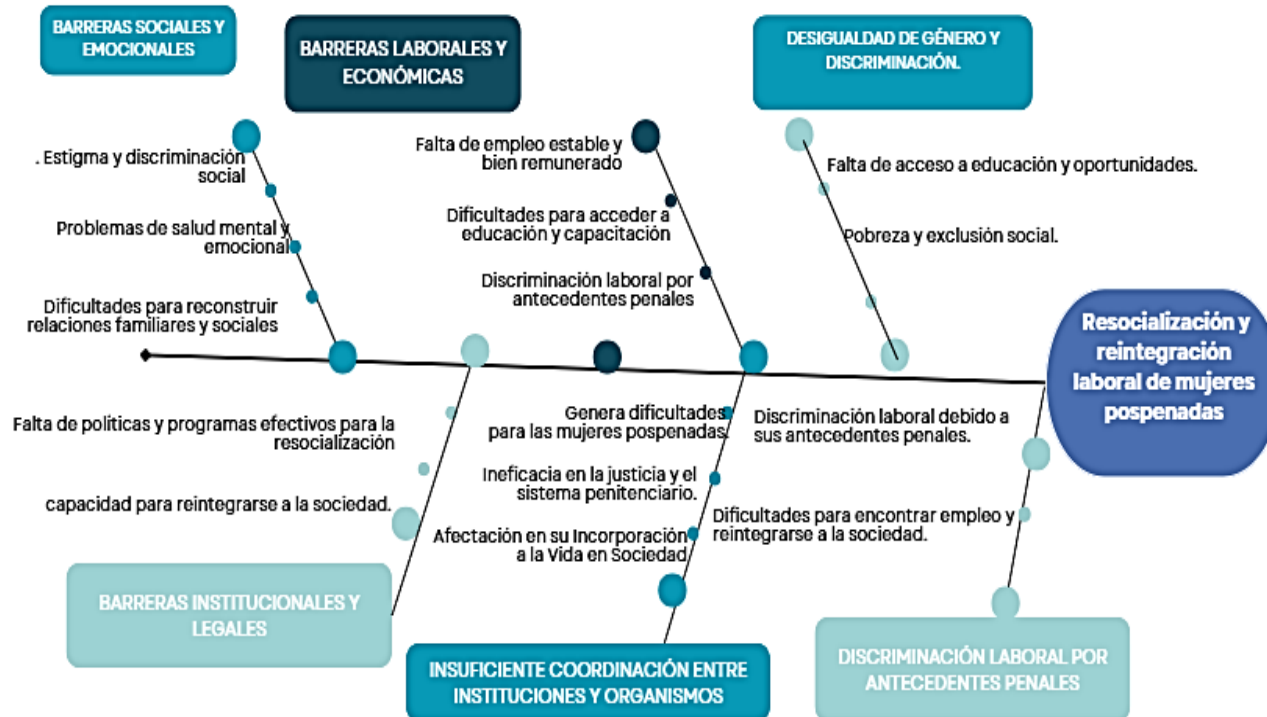 BARRERAS SOCIALES Y
EMOCIONALES
BARRERAS LABORALES Y
ECONÓMICAS
DESIGUALDAD DE GÉNERO Y
DISCRIMINACIÓN.
. Estigma y discriminación
social
Problemas de salud mental y
emocional
Dificultades para reconstruir
relaciones familiares y sociales
Falta de empleo estable y
bien remunerado
Dificultades para acceder a
educación y capacitación
Discriminación laboral por
antecedentes penales
Falta de acceso a educación y oportunidades.
Pobreza y exclusión social.
Resocialización y
reintegración
laboral de mujeres
pospenadas
Falta de políticas y programas efectivos para la
resocialización
capacidad para reintegrarse a la sociedad.
Genera dificultades
para las mujeres pospenadas.
Ineficacia en la justicia y el
sistema penitenciario.
Afectación en su Incorporación
a la Vida en Sociedad
Discriminación laboral debido a
sus antecedentes penales.
Dificultades para encontrar empleo y
reintegrarse a la sociedad.
BARRERAS INSTITUCIONALES Y
LEGALES
INSUFICIENTE COORDINACIÓN ENTRE
INSTITUCIONES Y ORGANISMOS
DISCRIMINACIÓN LABORAL POR
ANTECEDENTES PENALES